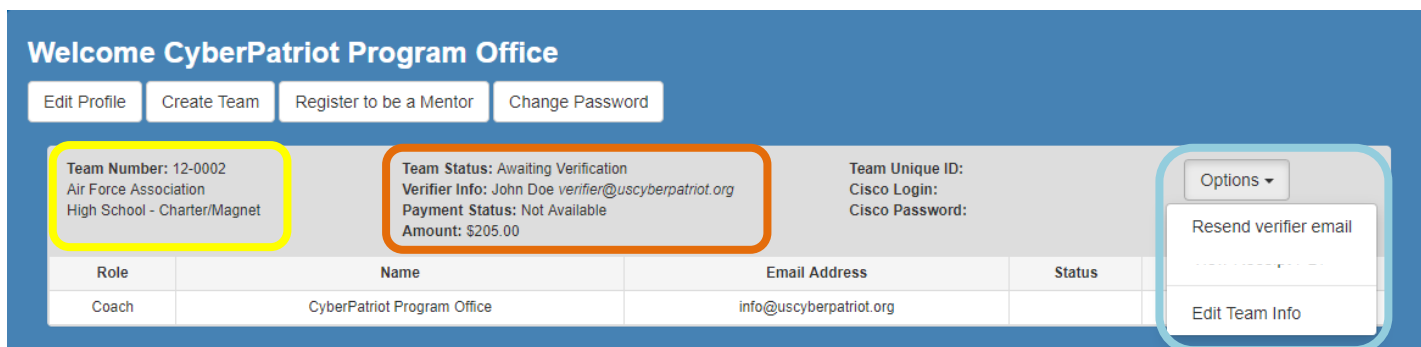 Welcome CyberPatriot Program Office
Edit Profile Create Team Register to be a Mentor Change Password
Team Number: 12-0002
Air Force Association
High School - Charter/Magnet
Team Status: Awaiting Verification
Verifier Info: John Doe verifier@uscyberpatriot.org
Payment Status: Not Available
Amount: $205.00
Team Unique ID:
Cisco Login:
Cisco Password:
Options
Resend verifier email
Edit Team Info
Role Name Email Address Status
Coach CyberPatriot Program Office info@uscyberpatriot.org